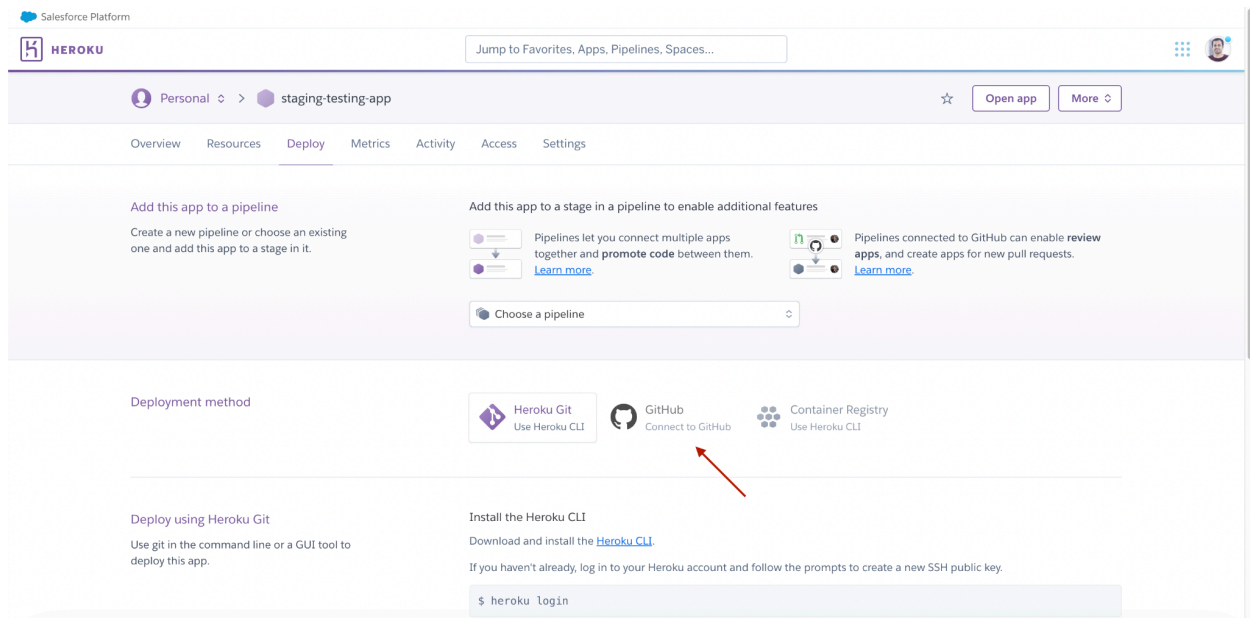 Salesforce Platform
HEROKU
Jump to Favorites, Apps, Pipelines, Spaces...
Personal
staging-testing-app
Open app
More
Overview
Resources
Deploy
Metrics
Activity
Access
Settings
Add this app to a pipeline
Create a new pipeline or choose an existing
one and add this app to a stage in it.
Add this app to a stage in a pipeline to enable additional features
Pipelines let you connect multiple apps
together and promote code between them.
Learn more.
Pipelines connected to GitHub can enable review
apps, and create apps for new pull requests.
Learn more.
Choose a pipeline
Deployment method
Heroku Git
Use Heroku CLI
GitHub
Connect to GitHub
Container Registry
Use Heroku CLI
Deploy using Heroku Git
Use git in the command line or a GUI tool to
deploy this app.
Install the Heroku CLI
Download and install the Heroku CLI.
If you haven't already, log in to your Heroku account and follow the prompts to create a new SSH public key.
$ heroku login